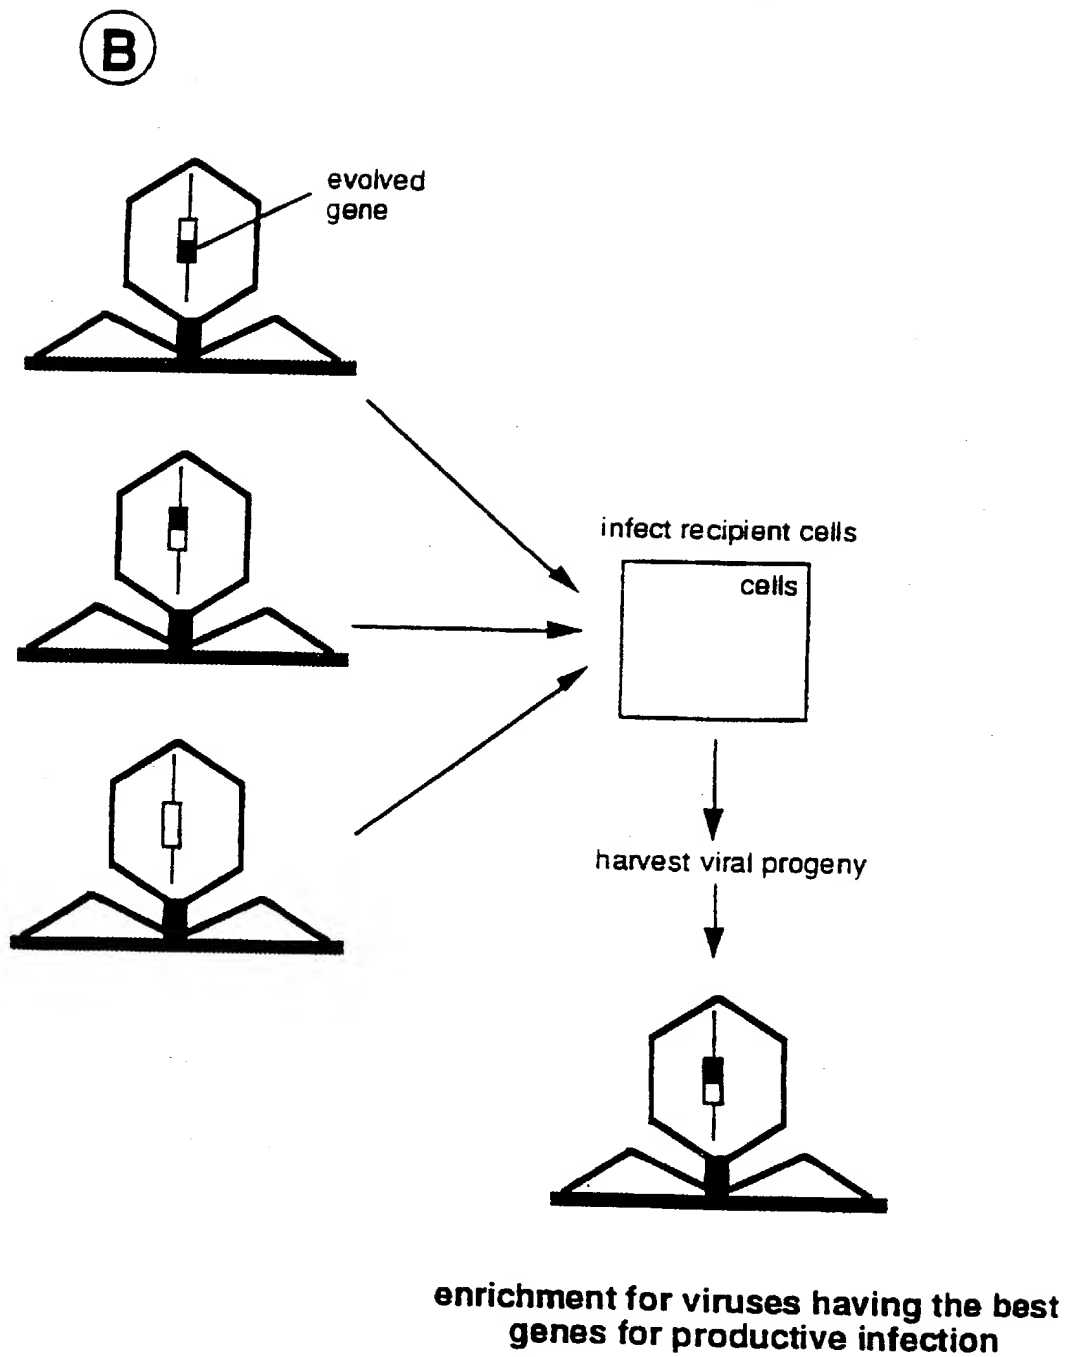 B
evolved
gene
infect recipient cells
cells
harvest viral progeny
enrichment for viruses having the best
genes for productive infection